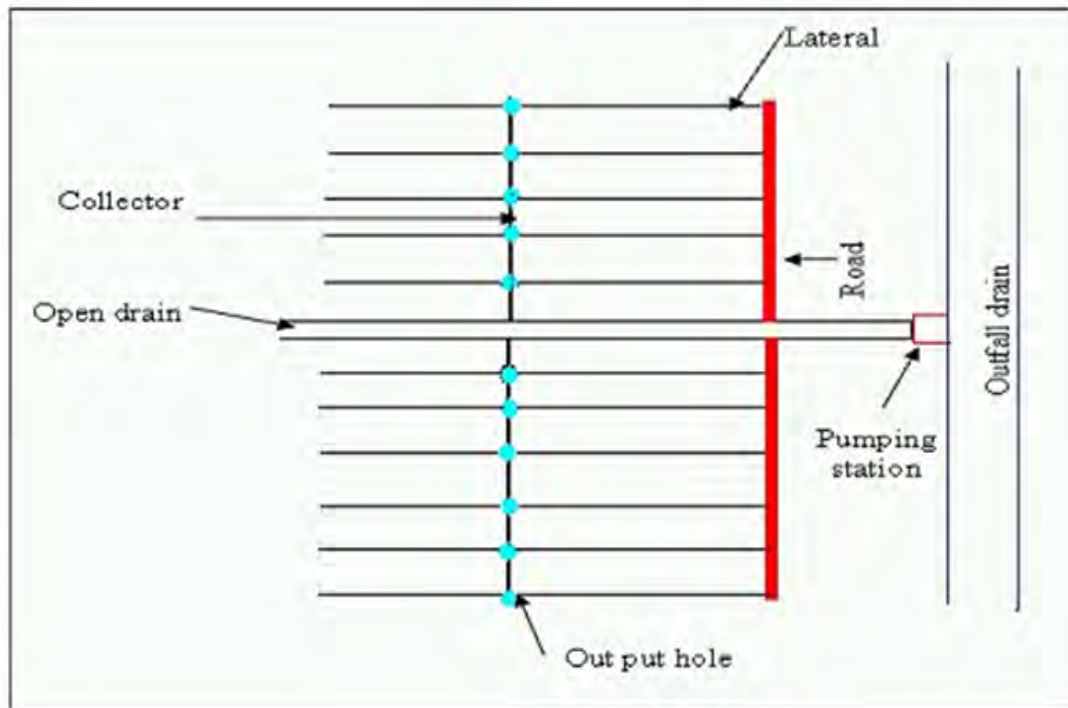 Lateral
Collector
Road
Open drain
Outfall drain
Pumping
station
Out put hole